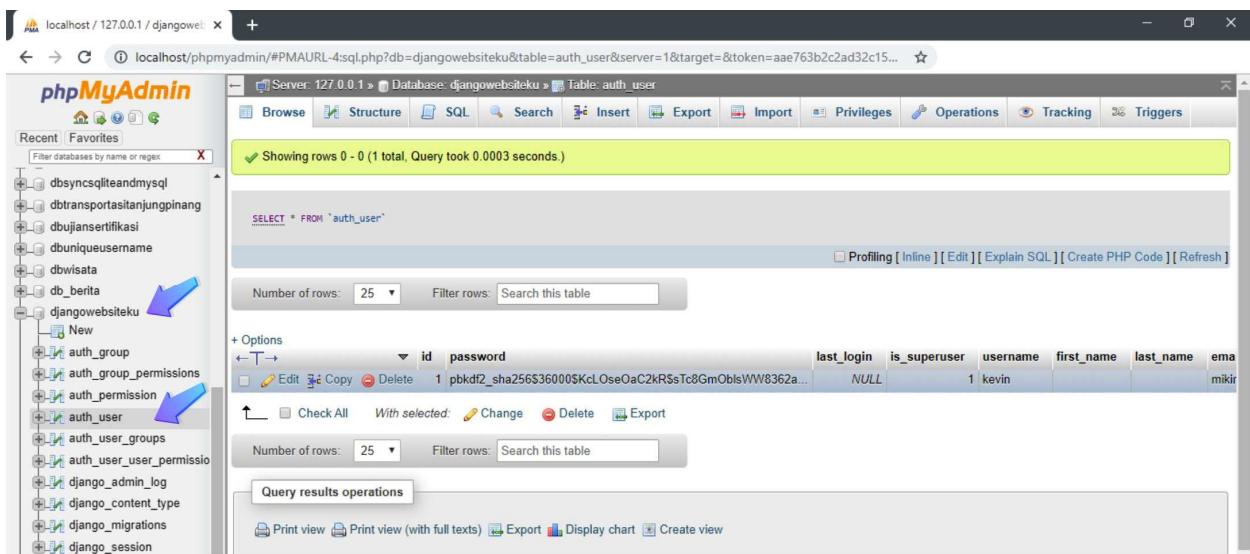 localhost / 127.0.0.1 / djangowe
localhost/phpmyadmin/#PMAURL-4:sql.php?db=djangowebsiteku&table=auth_user&server=1&target=&token=aae763b2c2ad32c15...
phpMyAdmin
Recent Favorites
Filter databases by name or regex X
dbsyncsqliteandmysql
dbtransportasitanjungpinang
dbujiansertifikasi
dbuniqueusername
dbwisata
db_berita
djangowebsiteku
New
auth_group
auth_group_permissions
auth_permission
auth_user
auth_user_groups
auth_user_user_permissio
django_admin_log
django_content_type
django_migrations
django_session
Server: 127.0.0.1 » Database: djangowebsiteku » Table: auth_user
Browse Structure SQL Search Insert Export Import Privileges Operations Tracking Triggers
Showing rows 0 - 0 (1 total, Query took 0.0003 seconds.)
SELECT * FROM `auth_user`
Profiling [ Inline ] [ Edit ] [ Explain SQL ] [ Create PHP Code ] [ Refresh ]
Number of rows: 25 Filter rows: Search this table
+ Options
id password last_login is_superuser username first_name last_name ema
Edit Copy Delete 1 pbkdf2_sha256$36000$KcLOseOaC2kR$sTc8GmOblsWW8362a... NULL 1 kevin mikir
Check All With selected: Change Delete Export
Number of rows: 25 Filter rows: Search this table
Query results operations
Print view Print view (with full texts) Export Display chart Create view